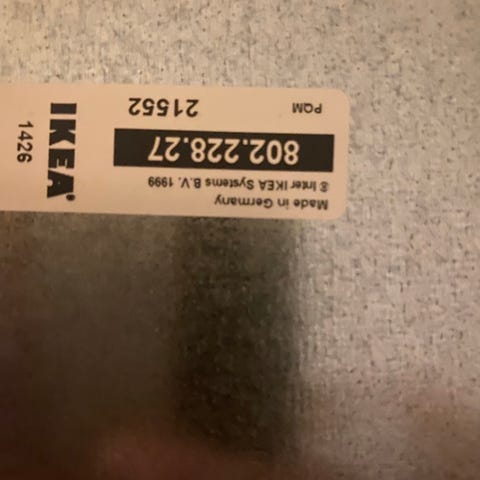 Made in Germany
© Inter IKEA Systems B.V. 1999
802.228.27
PQM 21552
IKEA®
1426